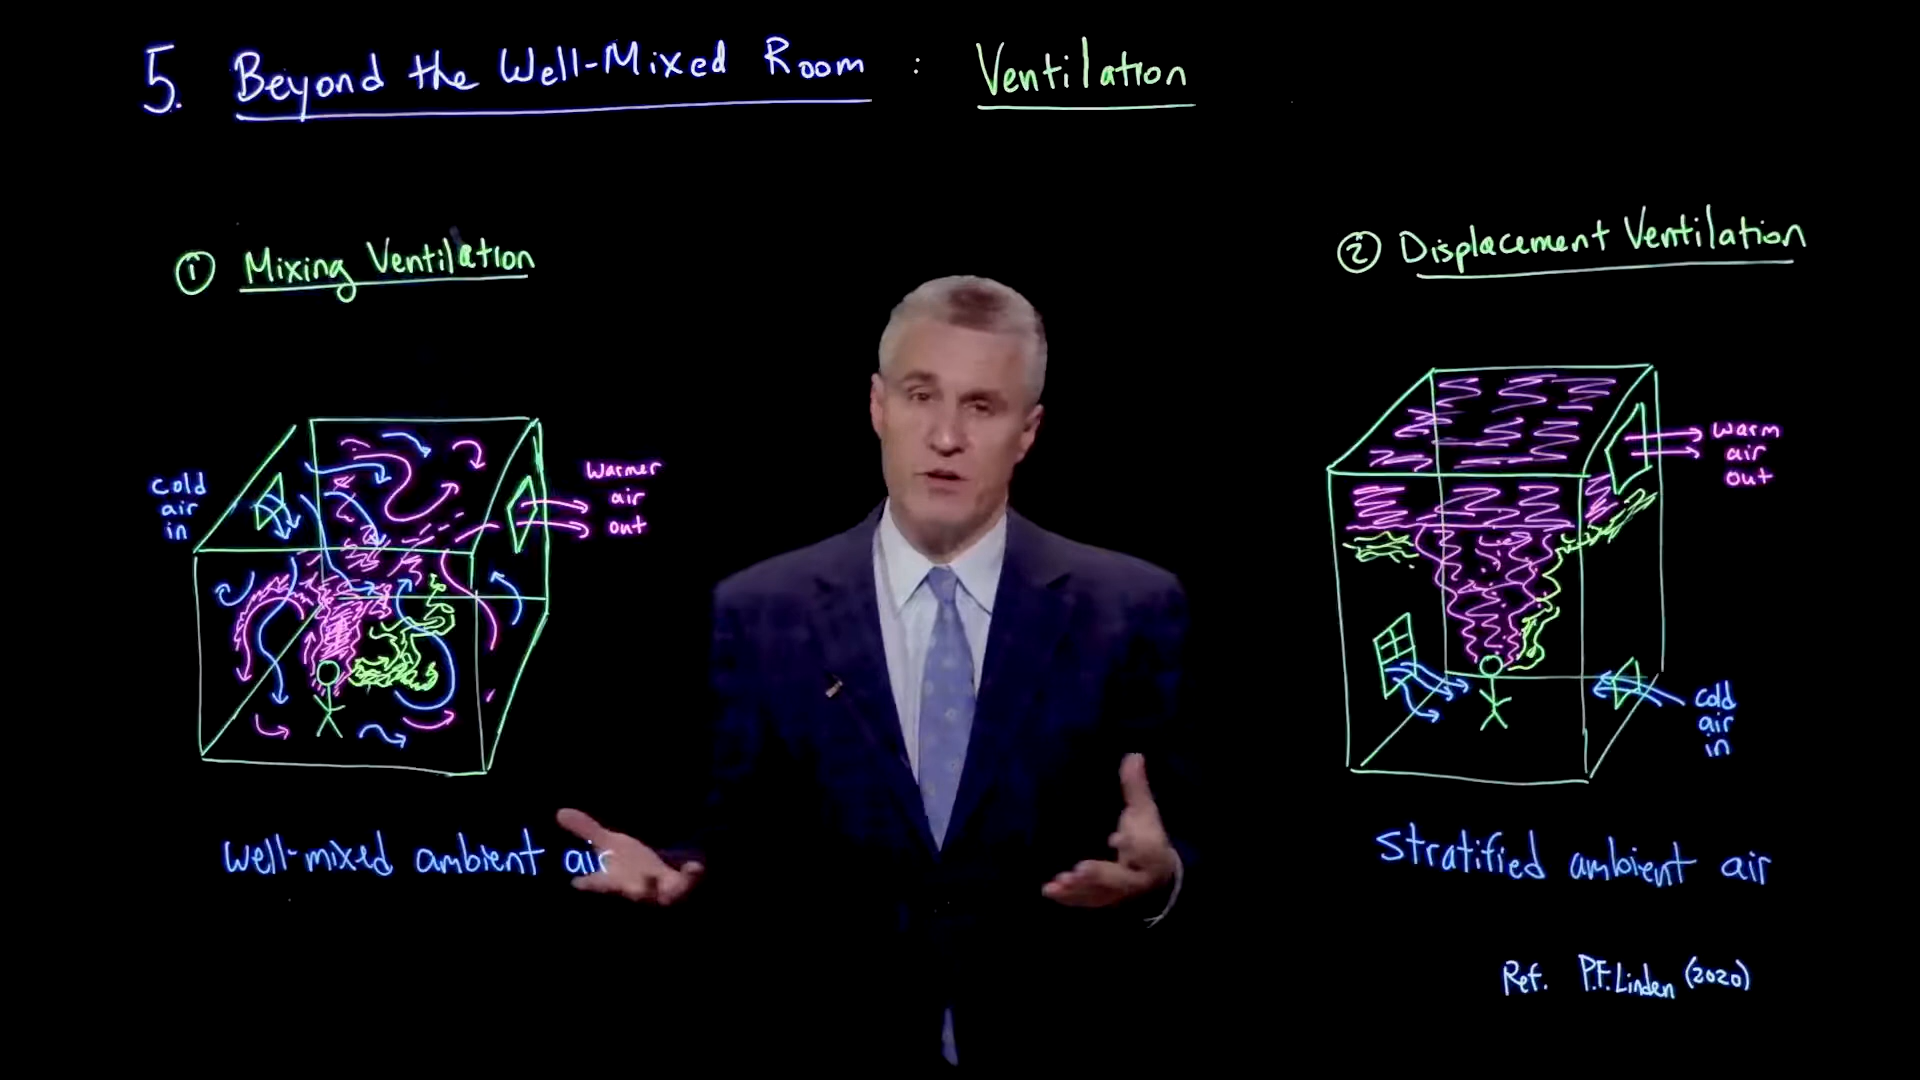 5. Beyond the Well-Mixed Room : Ventilation
① Mixing Ventilation
cold
air
in
warmer
air
out
well-mixed ambient air
② Displacement Ventilation
warm
air
out
cold
air
in
stratified ambient air
Ref. P.F. Linden (2020)